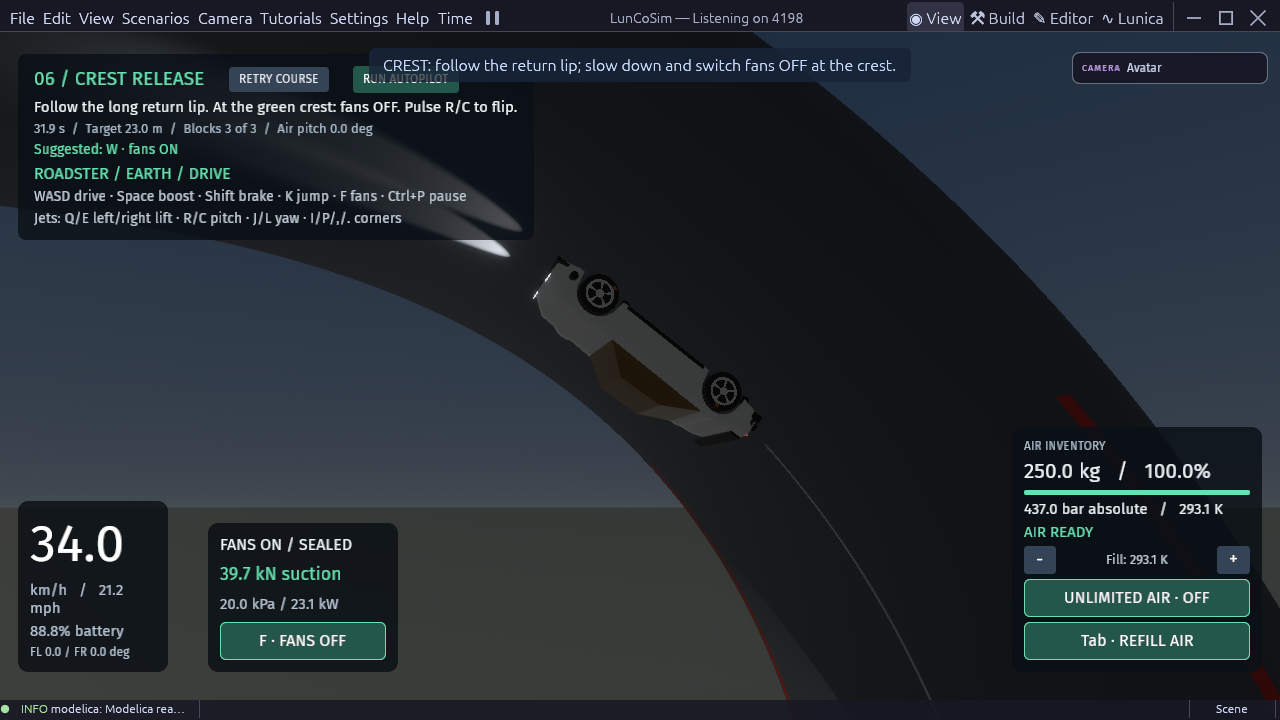 File Edit View Scenarios Camera Tutorials Settings Help Time
LunCoSim — Listening on 4198
View Build Editor Lunica
CREST: follow the return lip; slow down and switch fans OFF at the crest.
06 / CREST RELEASE
RETRY COURSE
RUN AUTOPILOT
Follow the long return lip. At the green crest: fans OFF. Pulse R/C to flip.
31.9 s / Target 23.0 m / Blocks 3 of 3 / Air pitch 0.0 deg
Suggested: W · fans ON
ROADSTER / EARTH / DRIVE
WASD drive · Space boost · Shift brake · K jump · F fans · Ctrl+P pause
Jets: Q/E left/right lift · R/C pitch · J/L yaw · I/P/,/. corners
CAMERA Avatar
34.0
km/h / 21.2
mph
88.8% battery
FL 0.0 / FR 0.0 deg
FANS ON / SEALED
39.7 kN suction
20.0 kPa / 23.1 kW
F · FANS OFF
AIR INVENTORY
250.0 kg / 100.0%
437.0 bar absolute / 293.1 K
AIR READY
- Fill: 293.1 K +
UNLIMITED AIR · OFF
Tab · REFILL AIR
INFO modelica: Modelica rea...
Scene